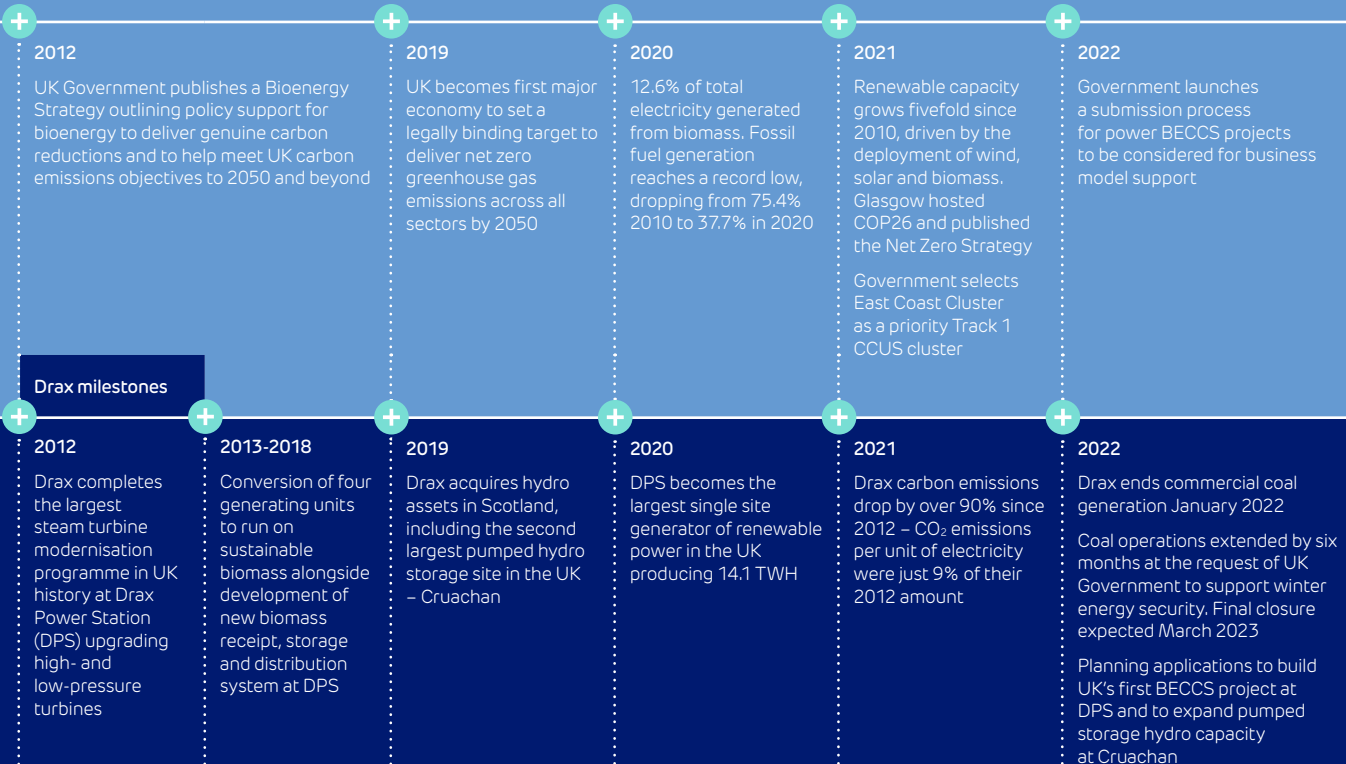 2012
UK Government publishes a Bioenergy
Strategy outlining policy support for
bioenergy to deliver genuine carbon
reductions and to help meet UK carbon
emissions objectives to 2050 and beyond
2019
UK becomes first major
economy to set a
legally binding target to
deliver net zero
greenhouse gas
emissions across all
sectors by 2050
2020
12.6% of total
electricity generated
from biomass. Fossil
fuel generation
reaches a record low,
dropping from 75.4%
2010 to 37.7% in 2020
2021
Renewable capacity
grows fivefold since
2010, driven by the
deployment of wind,
solar and biomass.
Glasgow hosted
COP26 and published
the Net Zero Strategy
Government selects
East Coast Cluster
as a priority Track 1
CCUS cluster
2022
Government launches
a submission process
for power BECCS projects
to be considered for business
model support
Drax milestones
2012
Drax completes
the largest
steam turbine
modernisation
programme in UK
history at Drax
Power Station
(DPS) upgrading
high- and
low-pressure
turbines
2013-2018
Conversion of four
generating units
to run on
sustainable
biomass alongside
development of
new biomass
receipt, storage
and distribution
system at DPS
2019
Drax acquires hydro
assets in Scotland,
including the second
largest pumped hydro
storage site in the UK
– Cruachan
2020
DPS becomes the
largest single site
generator of renewable
power in the UK
producing 14.1 TWH
2021
Drax carbon emissions
drop by over 90% since
2012 – CO₂ emissions
per unit of electricity
were just 9% of their
2012 amount
2022
Drax ends commercial coal
generation January 2022
Coal operations extended by six
months at the request of UK
Government to support winter
energy security. Final closure
expected March 2023
Planning applications to build
UK's first BECCS project at
DPS and to expand pumped
storage hydro capacity
at Cruachan